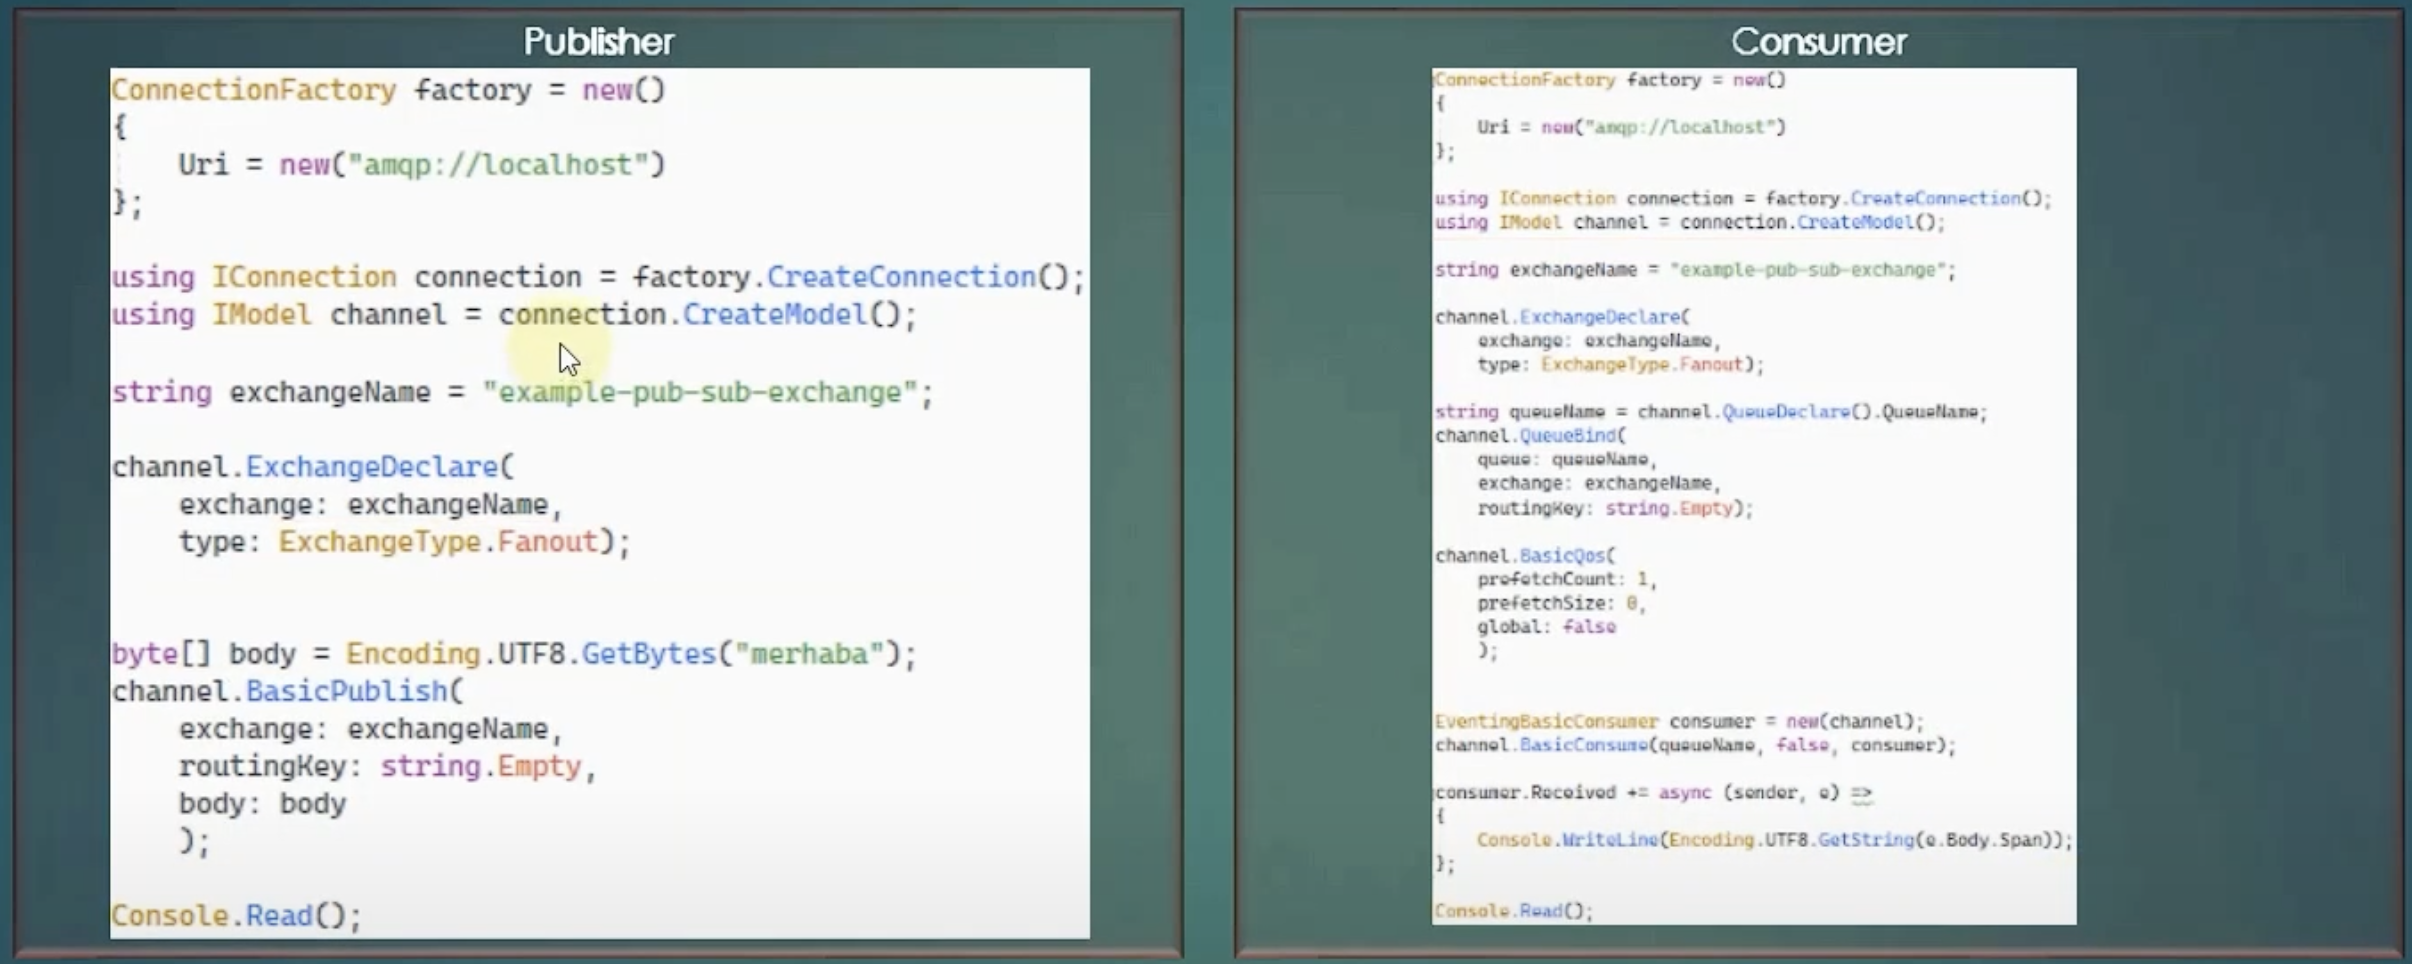 Publisher
ConnectionFactory factory = new()
{
    Uri = new("amqp://localhost")
};
using IConnection connection = factory.CreateConnection();
using IModel channel = connection.CreateModel();
string exchangeName = "example-pub-sub-exchange";
channel.ExchangeDeclare(
    exchange: exchangeName,
    type: ExchangeType.Fanout);
byte[] body = Encoding.UTF8.GetBytes("merhaba");
channel.BasicPublish(
    exchange: exchangeName,
    routingKey: string.Empty,
    body: body
    );
Console.Read();
Consumer
ConnectionFactory factory = new()
{
    Uri = new("amqp://localhost")
};
using IConnection connection = factory.CreateConnection();
using IModel channel = connection.CreateModel();
string exchangeName = "example-pub-sub-exchange";
channel.ExchangeDeclare(
    exchange: exchangeName,
    type: ExchangeType.Fanout);
string queueName = channel.QueueDeclare().QueueName;
channel.QueueBind(
    queue: queueName,
    exchange: exchangeName,
    routingKey: string.Empty);
channel.BasicQos(
    prefetchCount: 1,
    prefetchSize: 0,
    global: false
    );
EventingBasicConsumer consumer = new(channel);
channel.BasicConsume(queueName, false, consumer);
consumer.Received += async (sender, e) =>
{
    Console.WriteLine(Encoding.UTF8.GetString(e.Body.Span));
};
Console.Read();